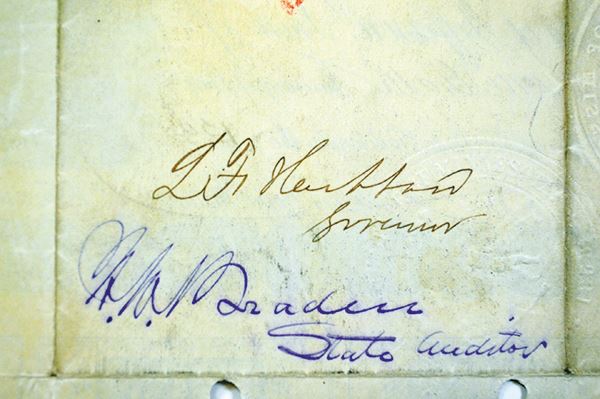 L F Hubbard
Governor
W. W. Braden
State Auditor